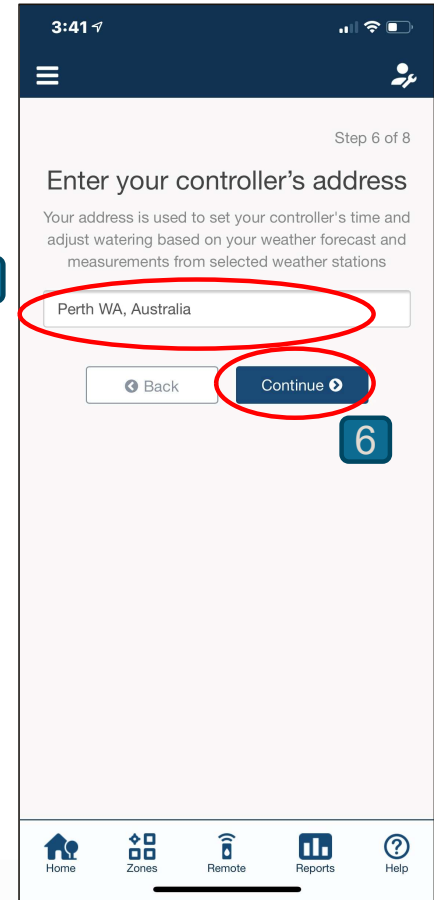 3:41
Step 6 of 8
Enter your controller's address
Your address is used to set your controller's time and
adjust watering based on your weather forecast and
measurements from selected weather stations
Perth WA, Australia
Back
Continue
6
Home
Zones
Remote
Reports
Help